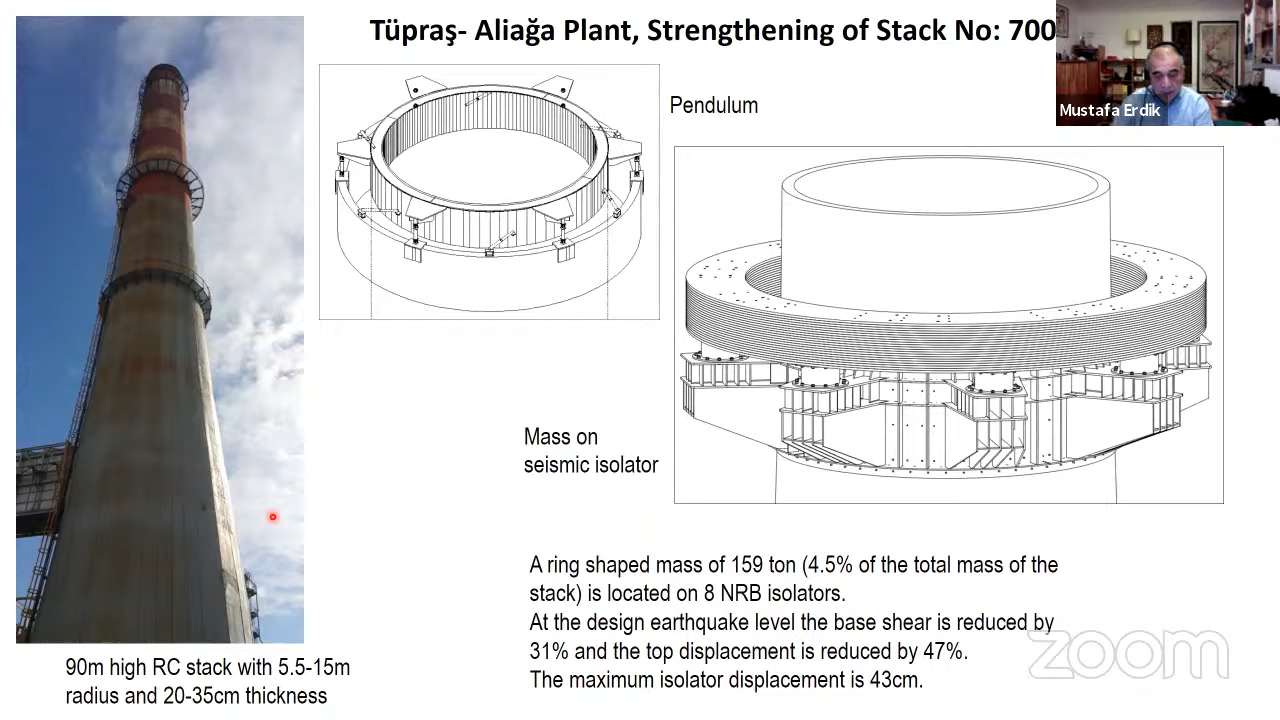 Tüpraş- Aliağa Plant, Strengthening of Stack No: 700
Pendulum
Mustafa Erdik
Mass on
seismic isolator
A ring shaped mass of 159 ton (4.5% of the total mass of the
stack) is located on 8 NRB isolators.
At the design earthquake level the base shear is reduced by
31% and the top displacement is reduced by 47%.
The maximum isolator displacement is 43cm.
zoom
90m high RC stack with 5.5-15m
radius and 20-35cm thickness